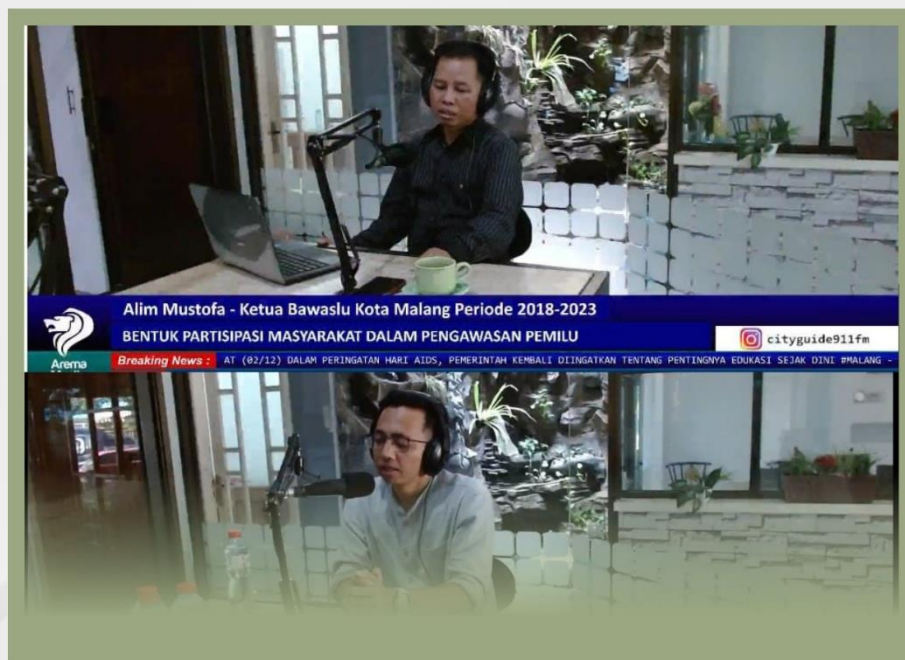 Alim Mustofa - Ketua Bawaslu Kota Malang Periode 2018-2023
BENTUK PARTISIPASI MASYARAKAT DALAM PENGAWASAN PEMILU
cityguide911fm
Arema
Breaking News : AT (02/12) DALAM PERINGATAN HARI AIDS, PEMERINTAH KEMBALI DIINGATKAN TENTANG PENTINGNYA EDUKASI SEJAK DINI #MALANG -